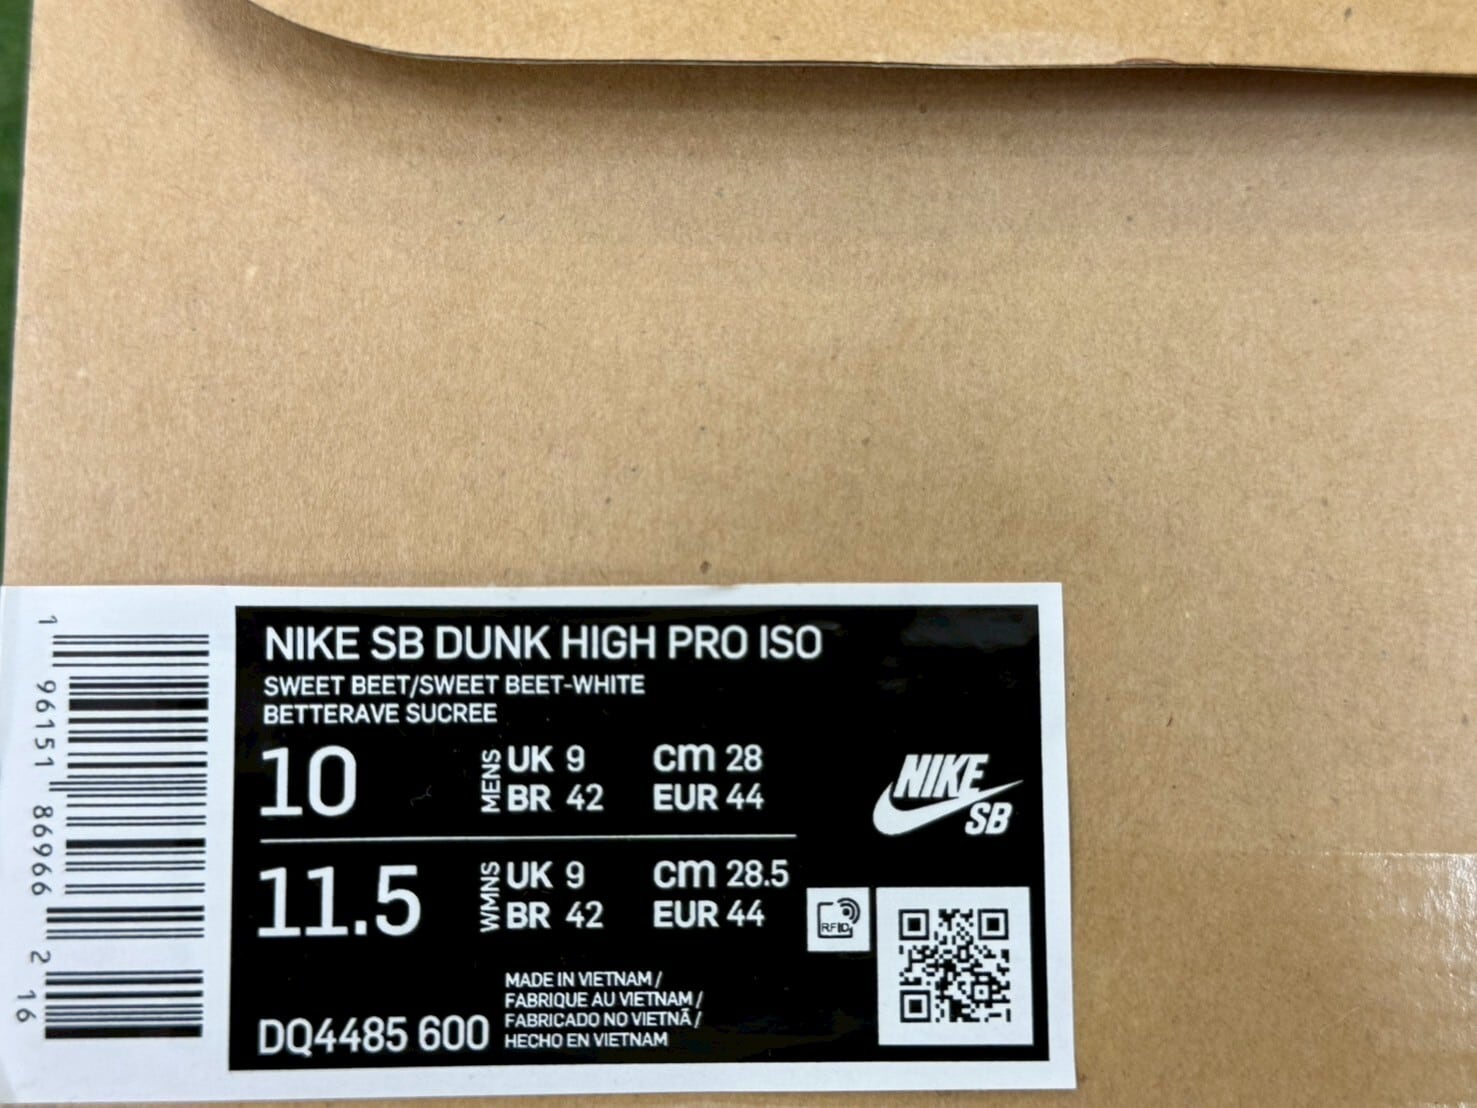 NIKE SB DUNK HIGH PRO ISO
SWEET BEET/SWEET BEET-WHITE
BETTERAVE SUCREE
10 MENS UK 9 cm 28
BR 42 EUR 44
11.5 WMNS UK 9 cm 28.5
BR 42 EUR 44
NIKE
SB
RFID
MADE IN VIETNAM /
FABRIQUE AU VIETNAM /
FABRICADO NO VIETNÃ /
HECHO EN VIETNAM
DQ4485 600
1 96151 86966 2 16